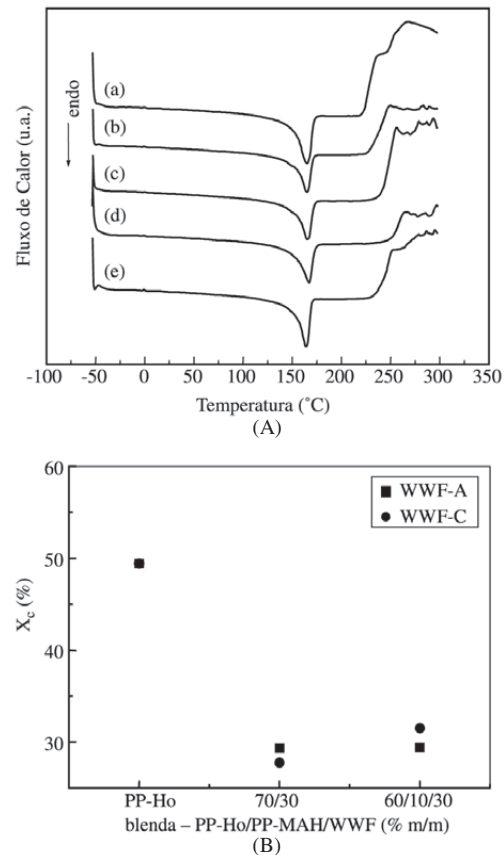 endo
Fluxo de Calor (u.a.)
(a)
(b)
(c)
(d)
(e)
-100 -50 0 50 100 150 200 250 300 350
Temperatura (˚C)
(A)
60
50
40
30
X_c (%)
WWF-A
WWF-C
PP-Ho 70/30 60/10/30
blenda – PP-Ho/PP-MAH/WWF (% m/m)
(B)